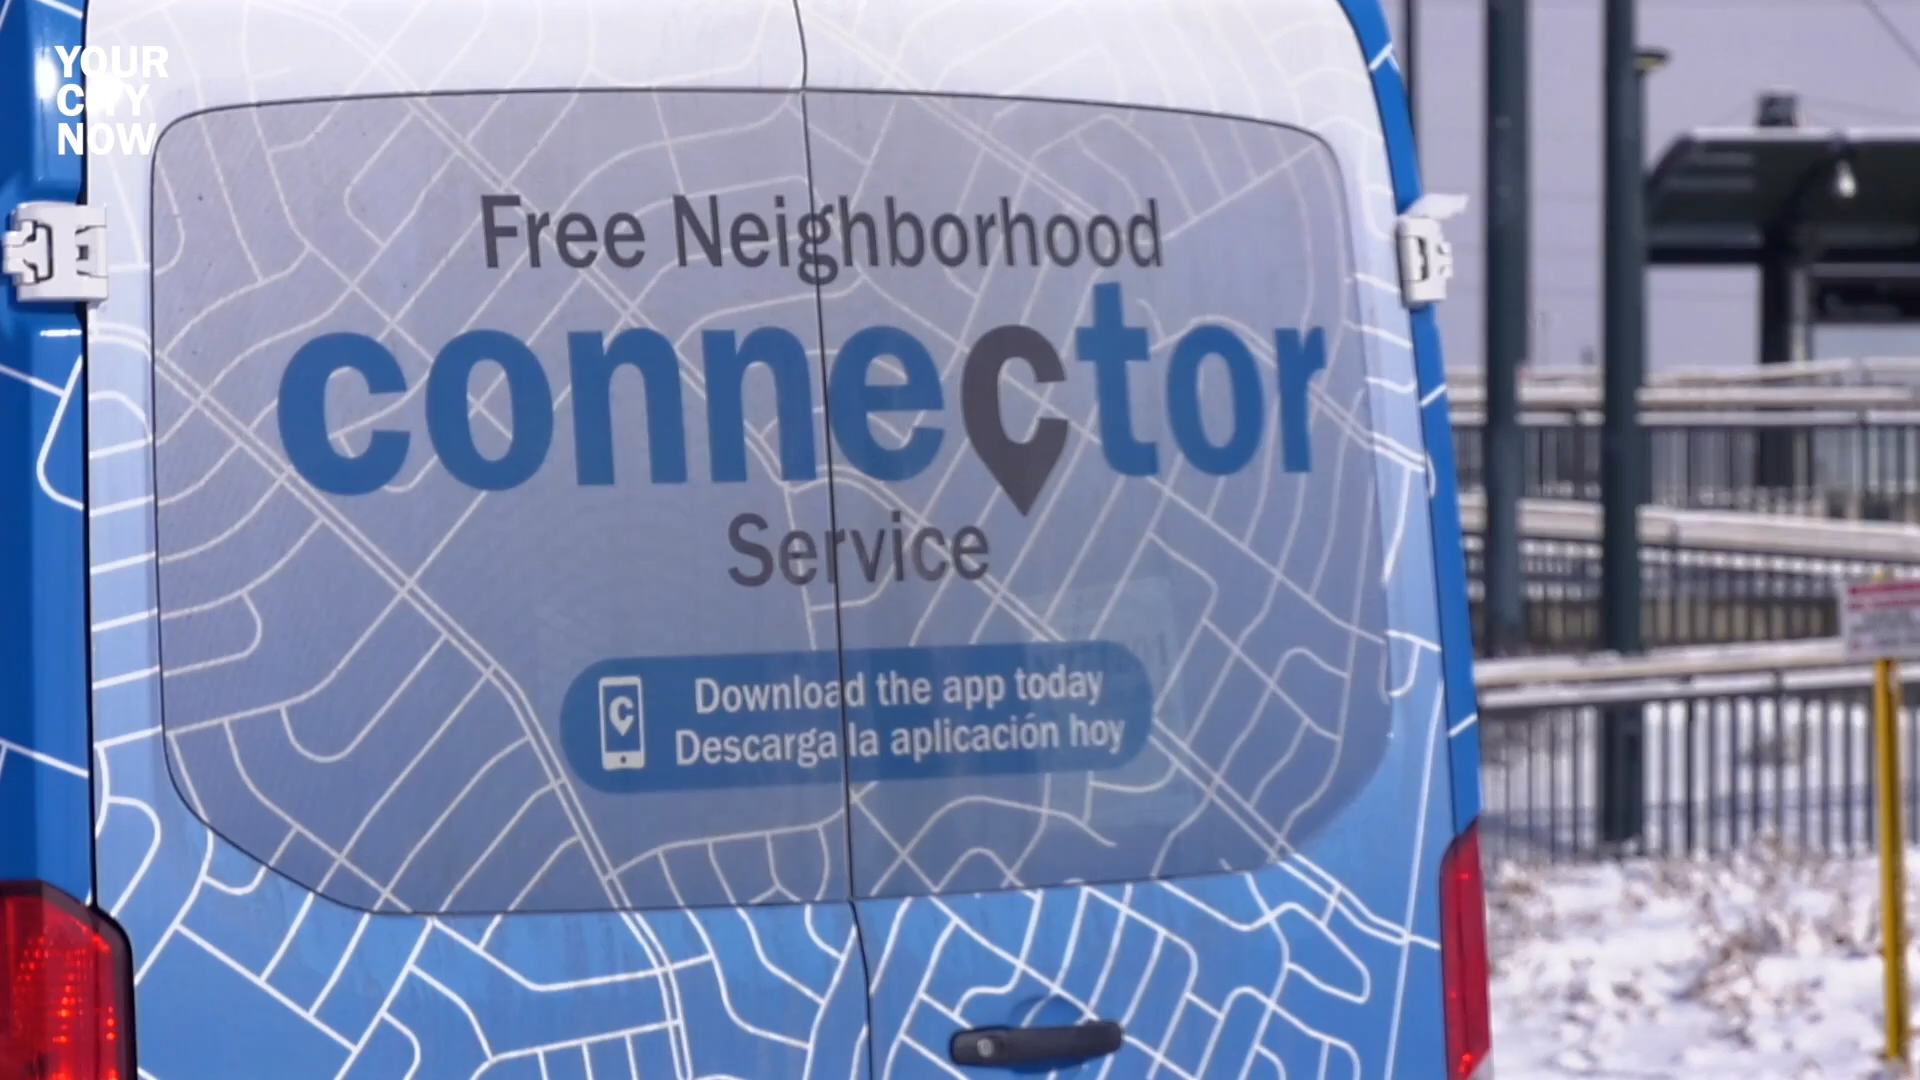 YOUR
CITY
NOW
Free Neighborhood
connector
Service
Download the app today
Descarga la aplicación hoy